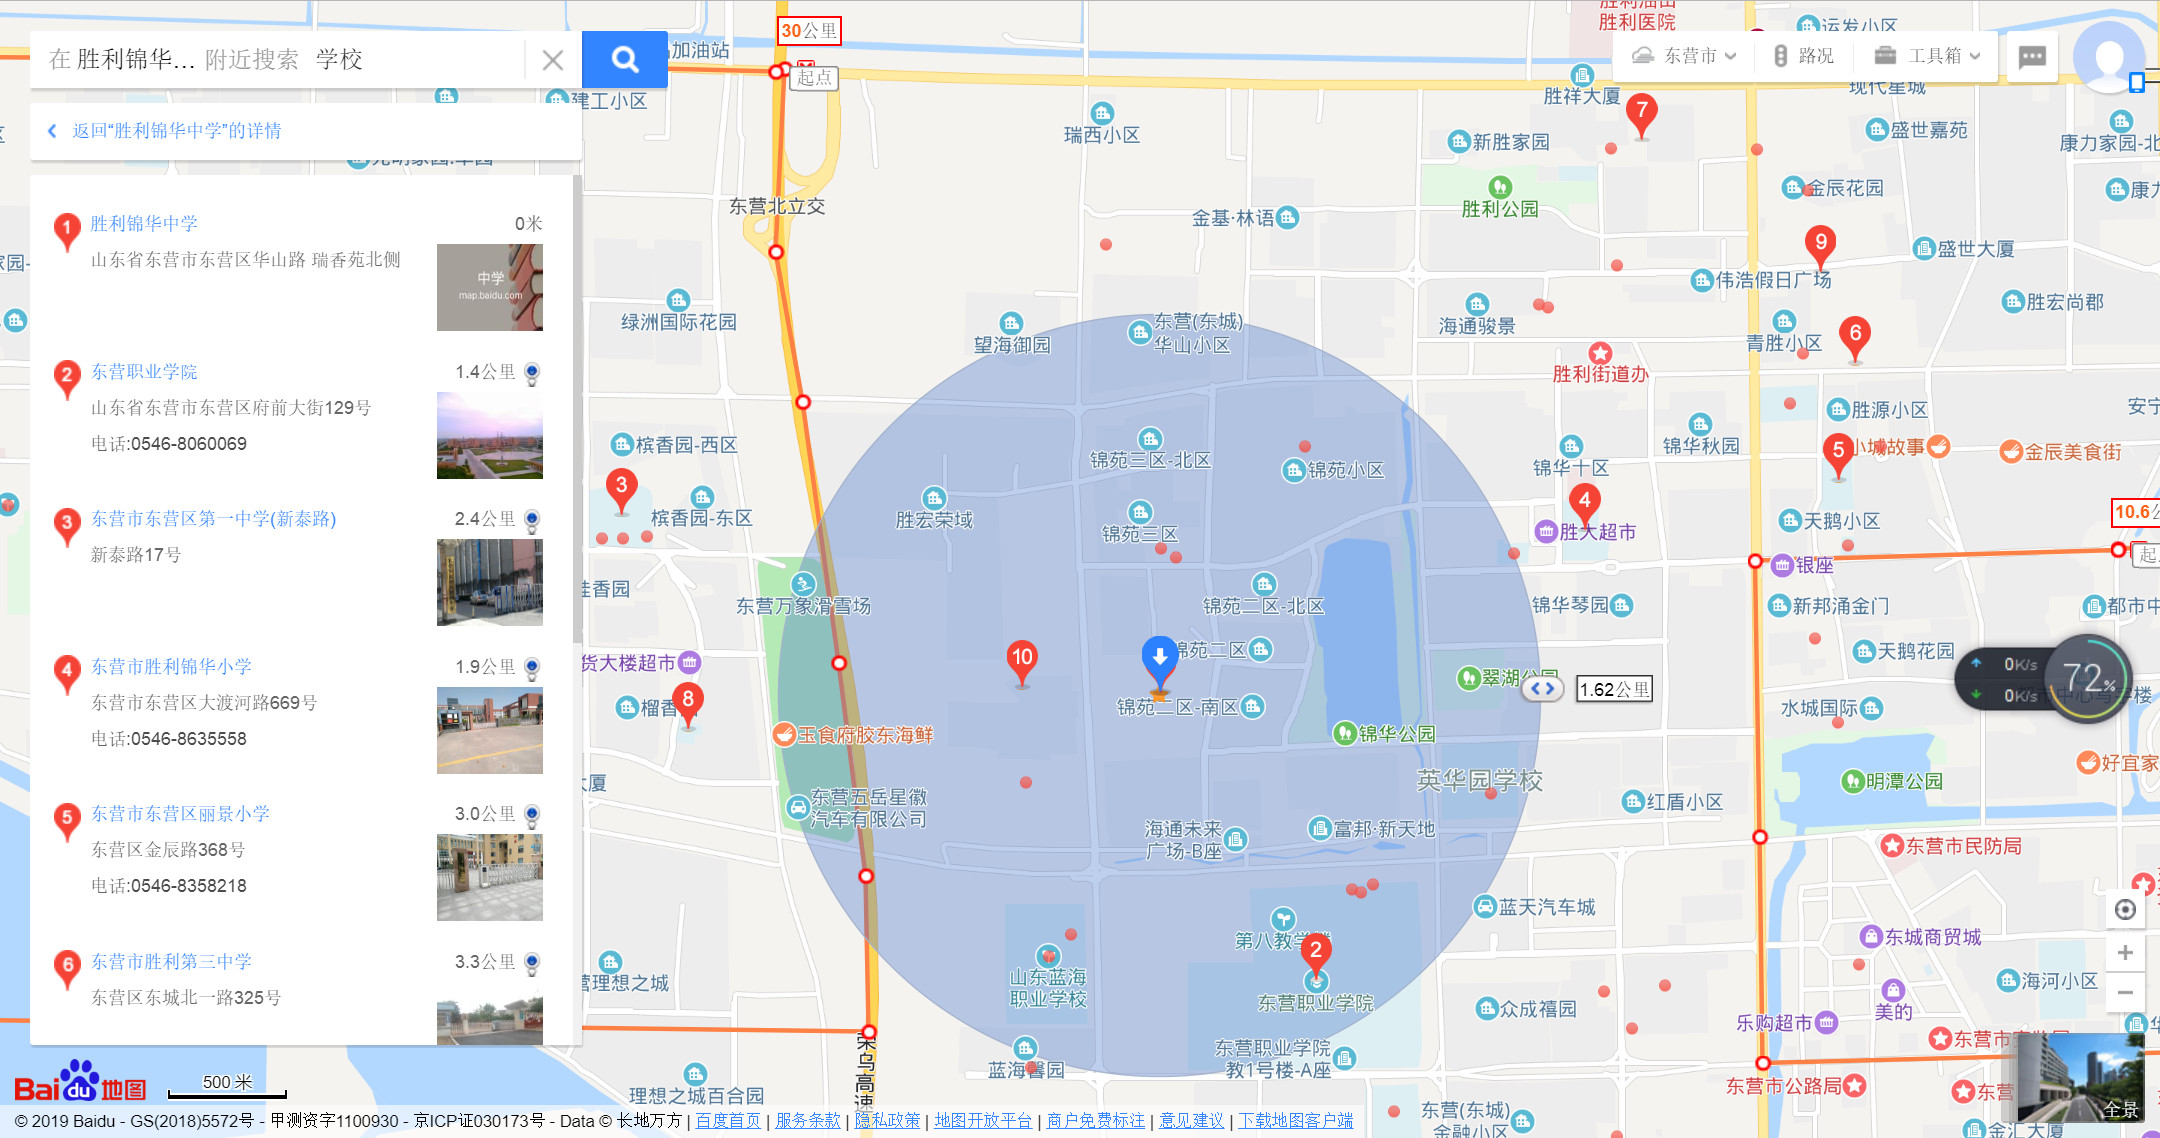 在 胜利锦华... 附近搜索 学校
返回“胜利锦华中学”的详情
1
胜利锦华中学
0米
山东省东营市东营区华山路 瑞香苑北侧
中学
map.baidu.com
2
东营职业学院
1.4公里
山东省东营市东营区府前大街129号
电话:0546-8060069
3
东营市东营区第一中学(新泰路)
2.4公里
新泰路17号
4
东营市胜利锦华小学
1.9公里
东营市东营区大渡河路669号
电话:0546-8635558
5
东营市东营区丽景小学
3.0公里
东营区金辰路368号
电话:0546-8358218
6
东营市胜利第三中学
3.3公里
东营区东城北一路325号
30公里
起点
加油站
建工小区
胜利医院
运发小区
东营市
路况
工具箱
现代星城
胜祥大厦
7
瑞西小区
新胜家园
盛世嘉苑
康力家园-北
东营北立交
金基·林语
胜利公园
金辰花园
9
盛世大厦
伟浩假日广场
胜宏尚郡
绿洲国际花园
望海御园
东营(东城)
华山小区
海通骏景
青胜小区
6
胜利街道办
胜源小区
安宁
槟香园-西区
锦苑三区-北区
锦苑小区
锦华十区
锦华秋园
5
小城故事
金辰美食街
3
槟香园-东区
胜宏荣域
锦苑三区
4
胜大超市
天鹅小区
10.6
起
银座
桂香园
东营万象滑雪场
锦苑二区-北区
锦华琴园
新邦涌金门
都市中
货大楼超市
10
锦苑二区
翠湖公园
1.62公里
天鹅花园
0K/s
0K/s
72%
榴香
8
锦苑二区-南区
水城国际
玉食府胶东海鲜
锦华公园
好宜家
大厦
英华园学校
明潭公园
东营五岳星徽
汽车有限公司
海通未来
广场-B座
富邦·新天地
红盾小区
东营市民防局
第八教学楼
2
蓝天汽车城
东城商贸城
营理想之城
山东蓝海
职业学校
东营职业学院
众成禧园
海河小区
美的
乐购超市
蓝海馨园
东营职业学院
教1号楼-A座
东营市
荣乌高速
理想之城百合园
东营市公路局
东营
东营(东城)
金融小区
金汇大厦
全景
Bai du 地图
500 米
© 2019 Baidu - GS(2018)5572号 - 甲测资字1100930 - 京ICP证030173号 - Data © 长地万方 | 百度首页 | 服务条款 | 隐私政策 | 地图开放平台 | 商户免费标注 | 意见建议 | 下载地图客户端